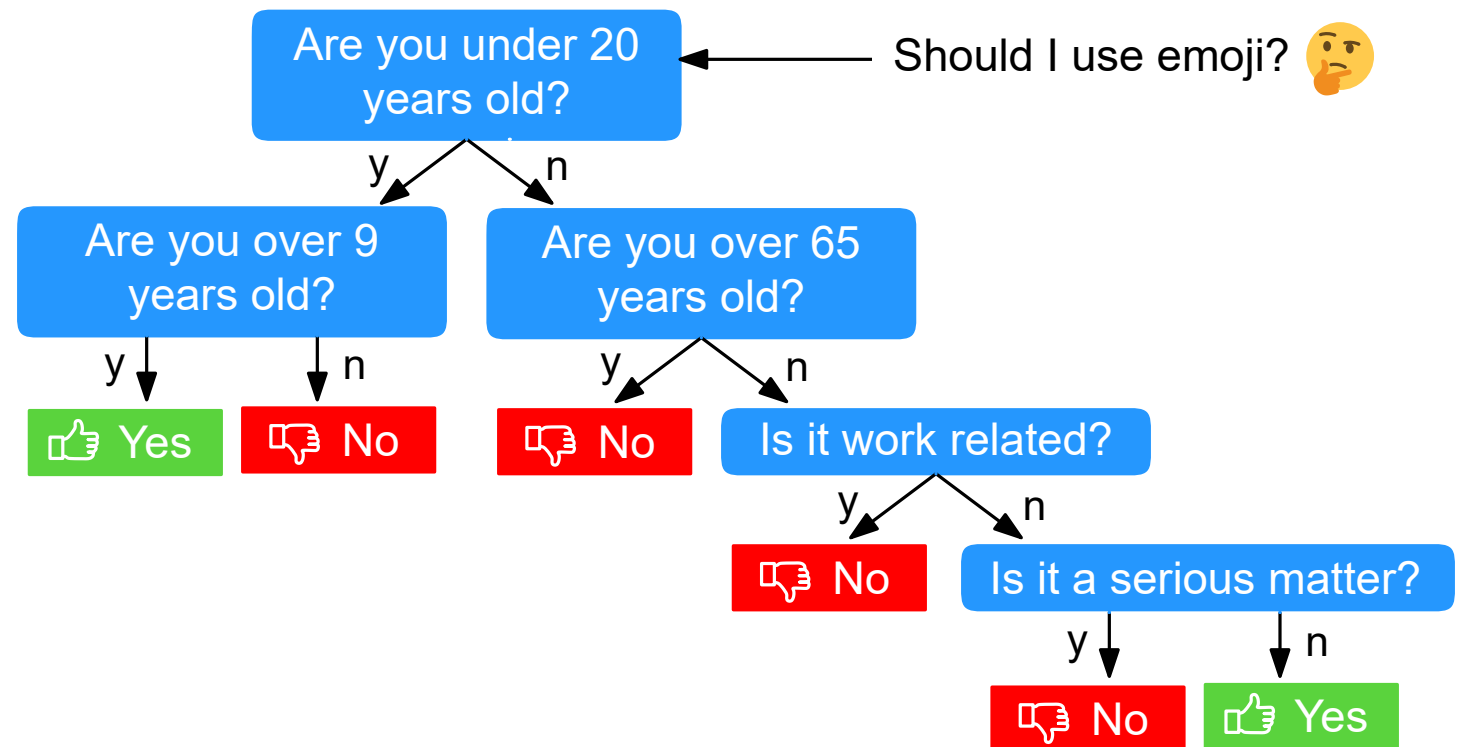 Should I use emoji?
Are you under 20
years old?
y
n
Are you over 9
years old?
Are you over 65
years old?
y
n
y
n
Yes
No
No
Is it work related?
y
n
No
Is it a serious matter?
y
n
No
Yes